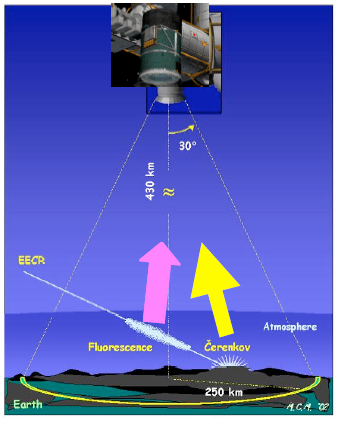 30°
430 km
≈
EECR
Fluorescence
Čerenkov
Atmosphere
250 km
Earth
M.C.M. '02